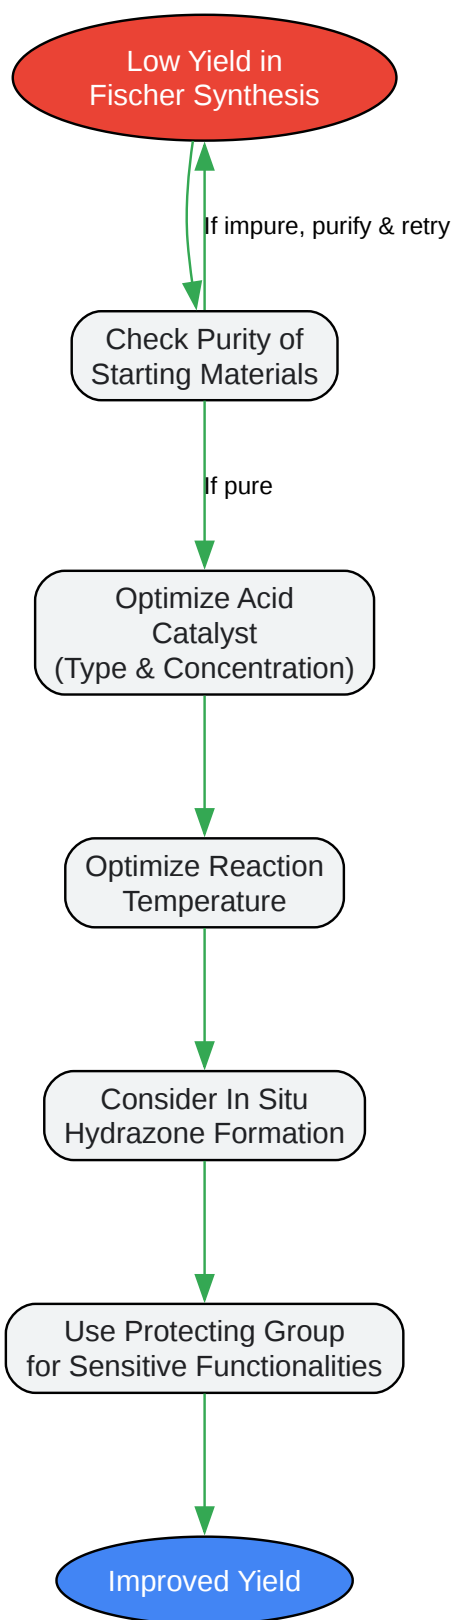 Low Yield in
Fischer Synthesis
If impure, purify & retry
Check Purity of
Starting Materials
If pure
Optimize Acid
Catalyst
(Type & Concentration)
Optimize Reaction
Temperature
Consider In Situ
Hydrazone Formation
Use Protecting Group
for Sensitive Functionalities
Improved Yield